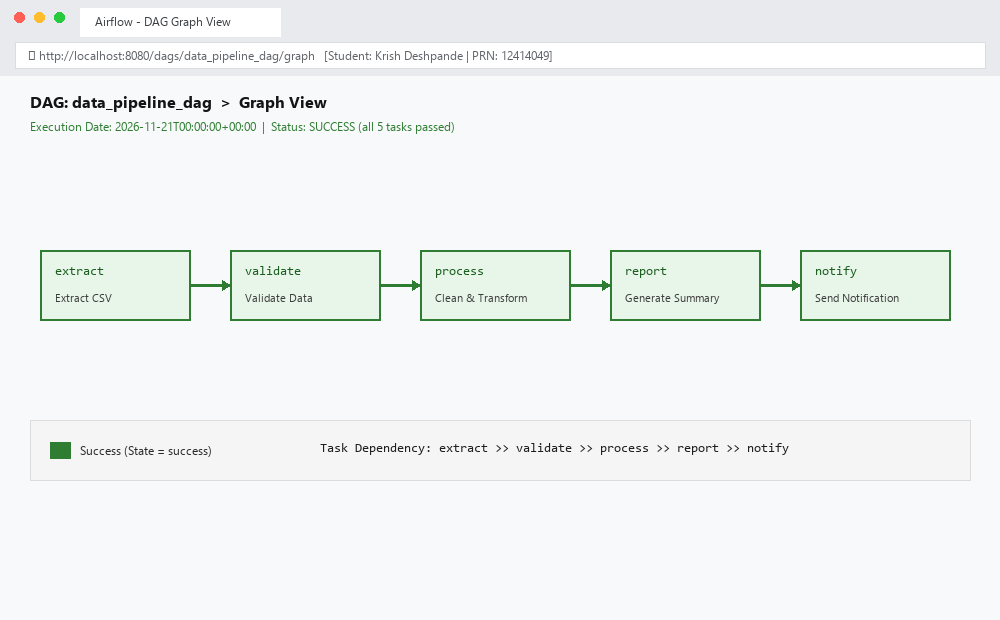 Airflow - DAG Graph View
http://localhost:8080/dags/data_pipeline_dag/graph [Student: Krish Deshpande | PRN: 12414049]
DAG: data_pipeline_dag > Graph View
Execution Date: 2026-11-21T00:00:00+00:00 | Status: SUCCESS (all 5 tasks passed)
extract
Extract CSV
validate
Validate Data
process
Clean & Transform
report
Generate Summary
notify
Send Notification
Success (State = success)
Task Dependency: extract >> validate >> process >> report >> notify